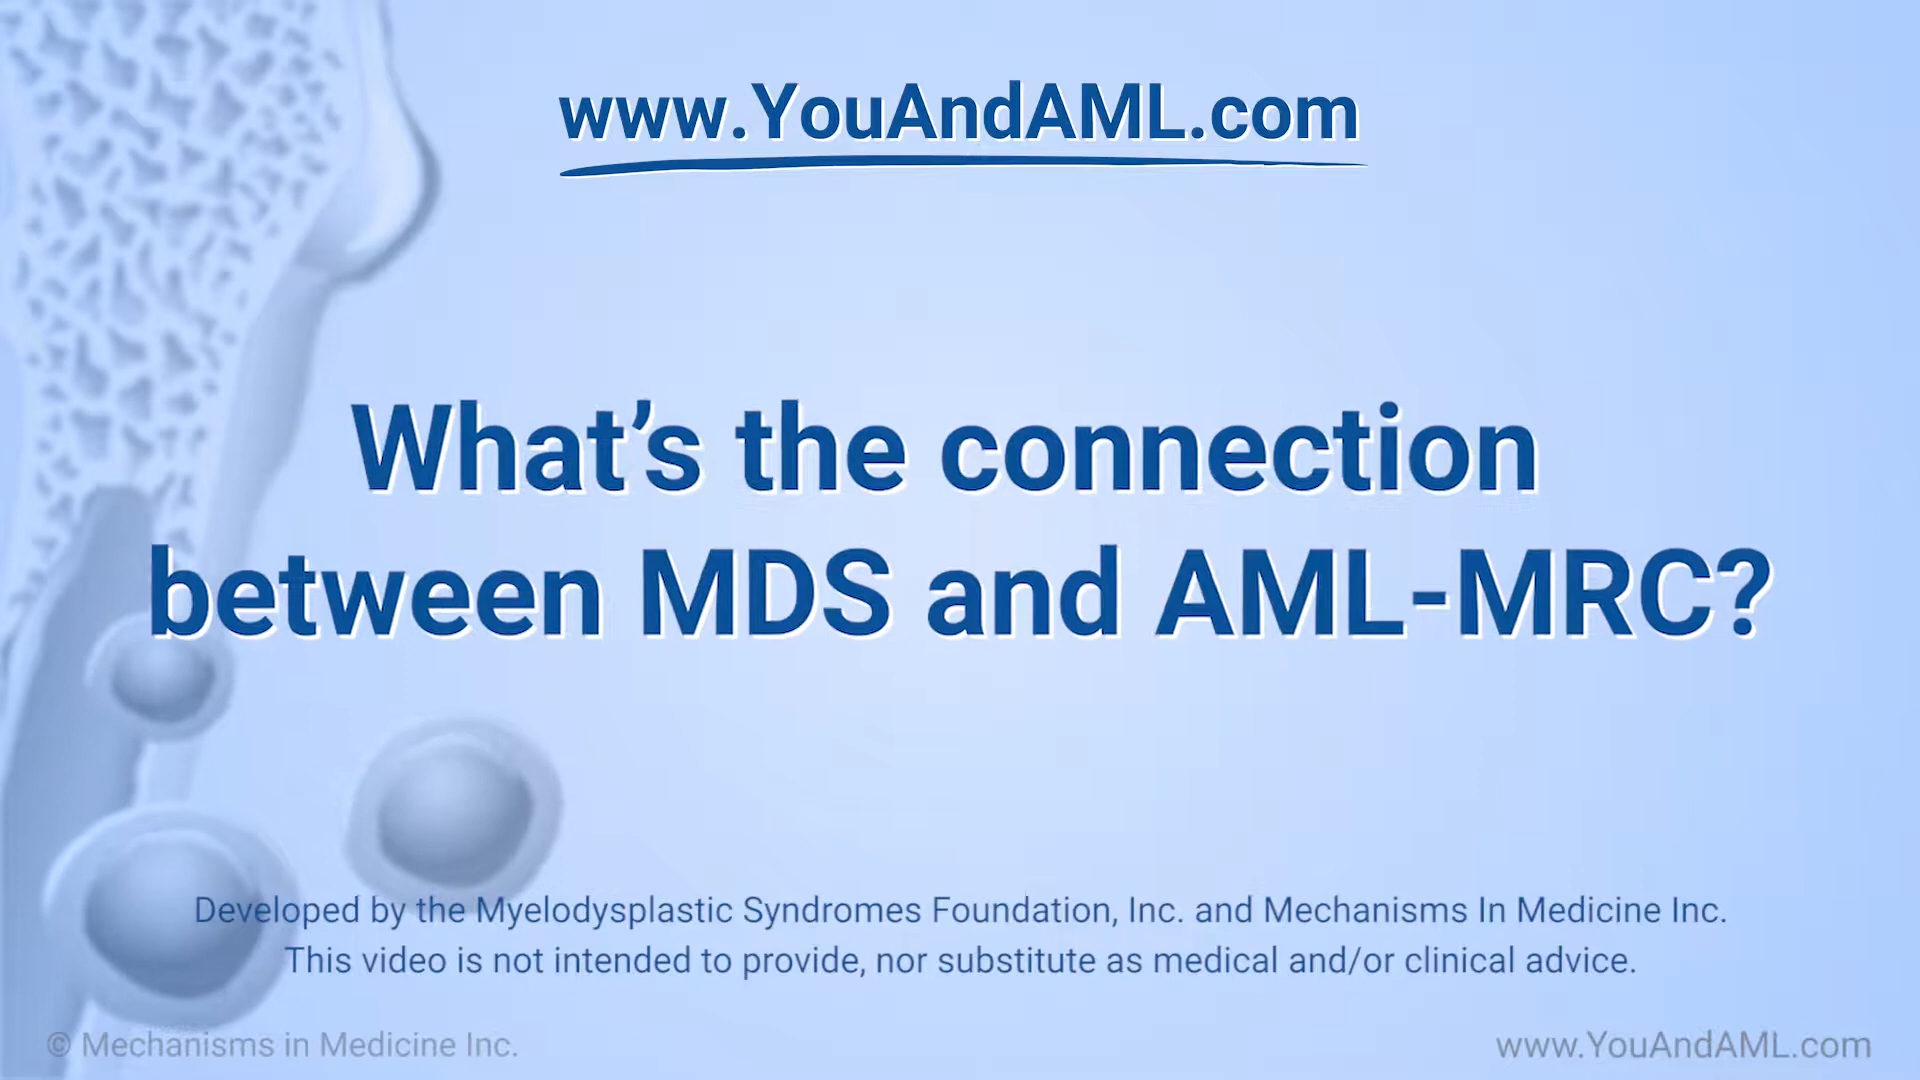 www.YouAndAML.com
What’s the connection
between MDS and AML-MRC?
Developed by the Myelodysplastic Syndromes Foundation, Inc. and Mechanisms In Medicine Inc.
This video is not intended to provide, nor substitute as medical and/or clinical advice.
© Mechanisms in Medicine Inc.
www.YouAndAML.com